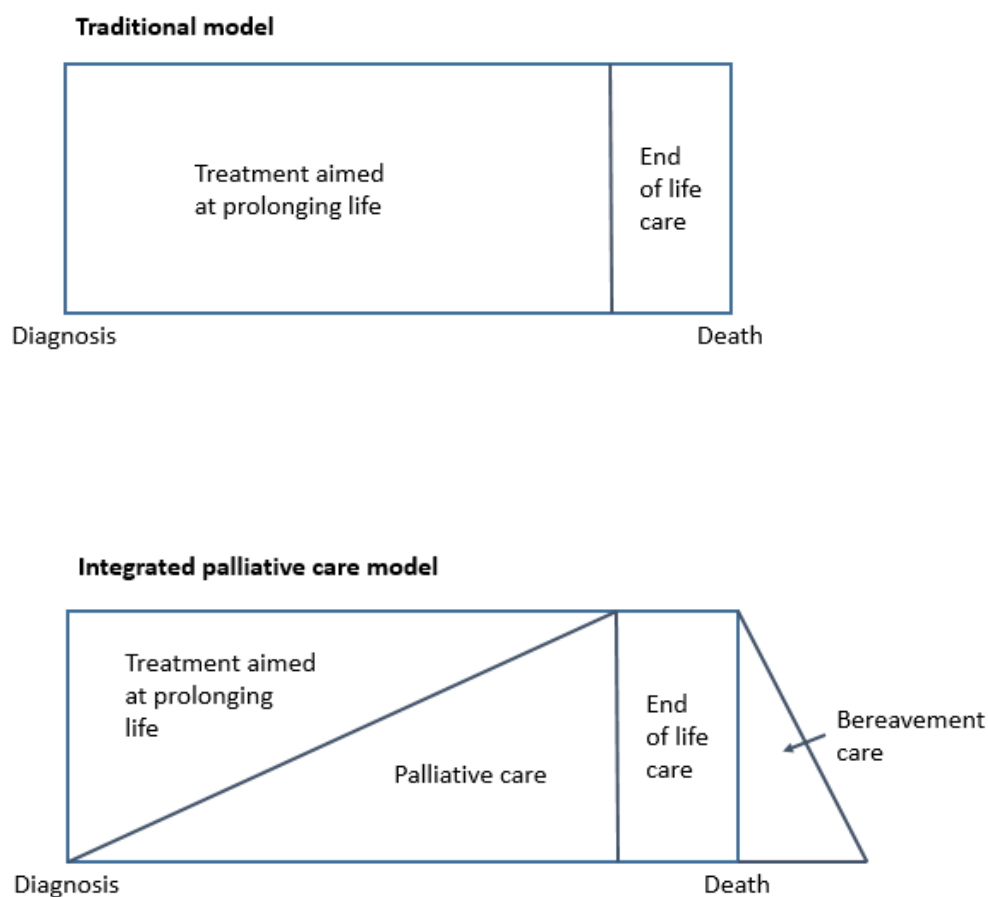 Traditional model
Treatment aimed
at prolonging life
End
of life
care
Diagnosis
Death
Integrated palliative care model
Treatment aimed
at prolonging
life
Palliative care
End
of life
care
Bereavement
care
Diagnosis
Death